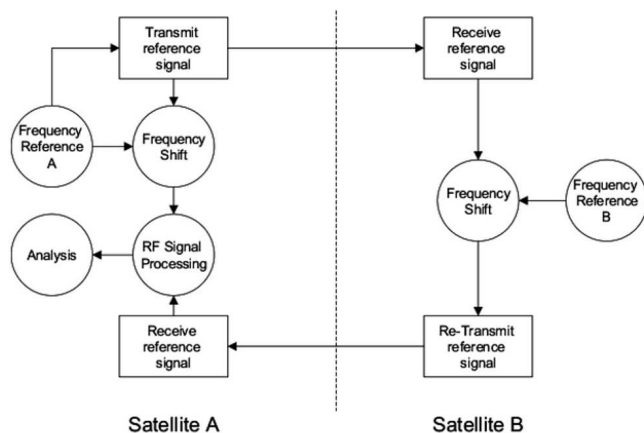 Transmit
reference
signal
Receive
reference
signal
Frequency
Reference
A
Frequency
Shift
Frequency
Shift
Frequency
Reference
B
Analysis
RF Signal
Processing
Receive
reference
signal
Re-Transmit
reference
signal
Satellite A
Satellite B